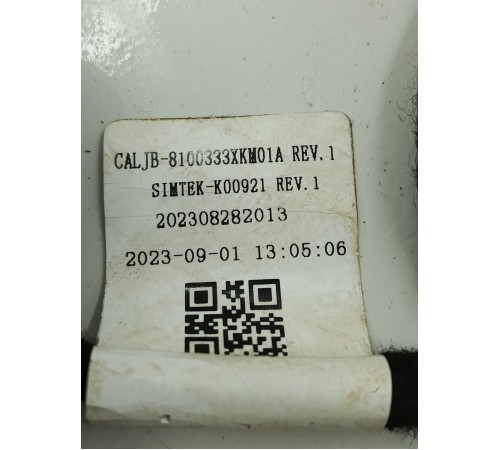 CALJB-8100333XKM01A REV.1
SIMTEK-K00921 REV.1
202308282013
2023-09-01 13:05:06